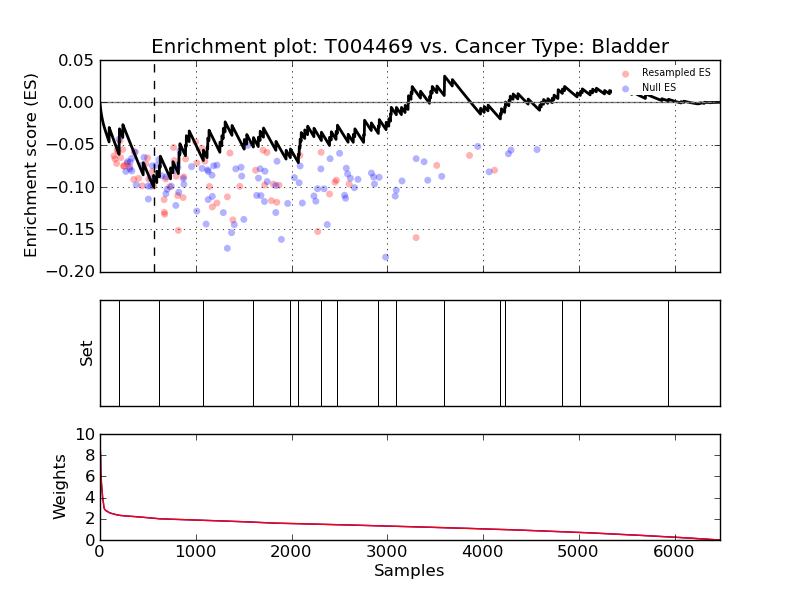 Enrichment plot: T004469 vs. Cancer Type: Bladder
Enrichment score (ES)
0.05
0.00
−0.05
−0.10
−0.15
−0.20
Resampled ES
Null ES
Set
Weights
10
8
6
4
2
0
0 1000 2000 3000 4000 5000 6000
Samples